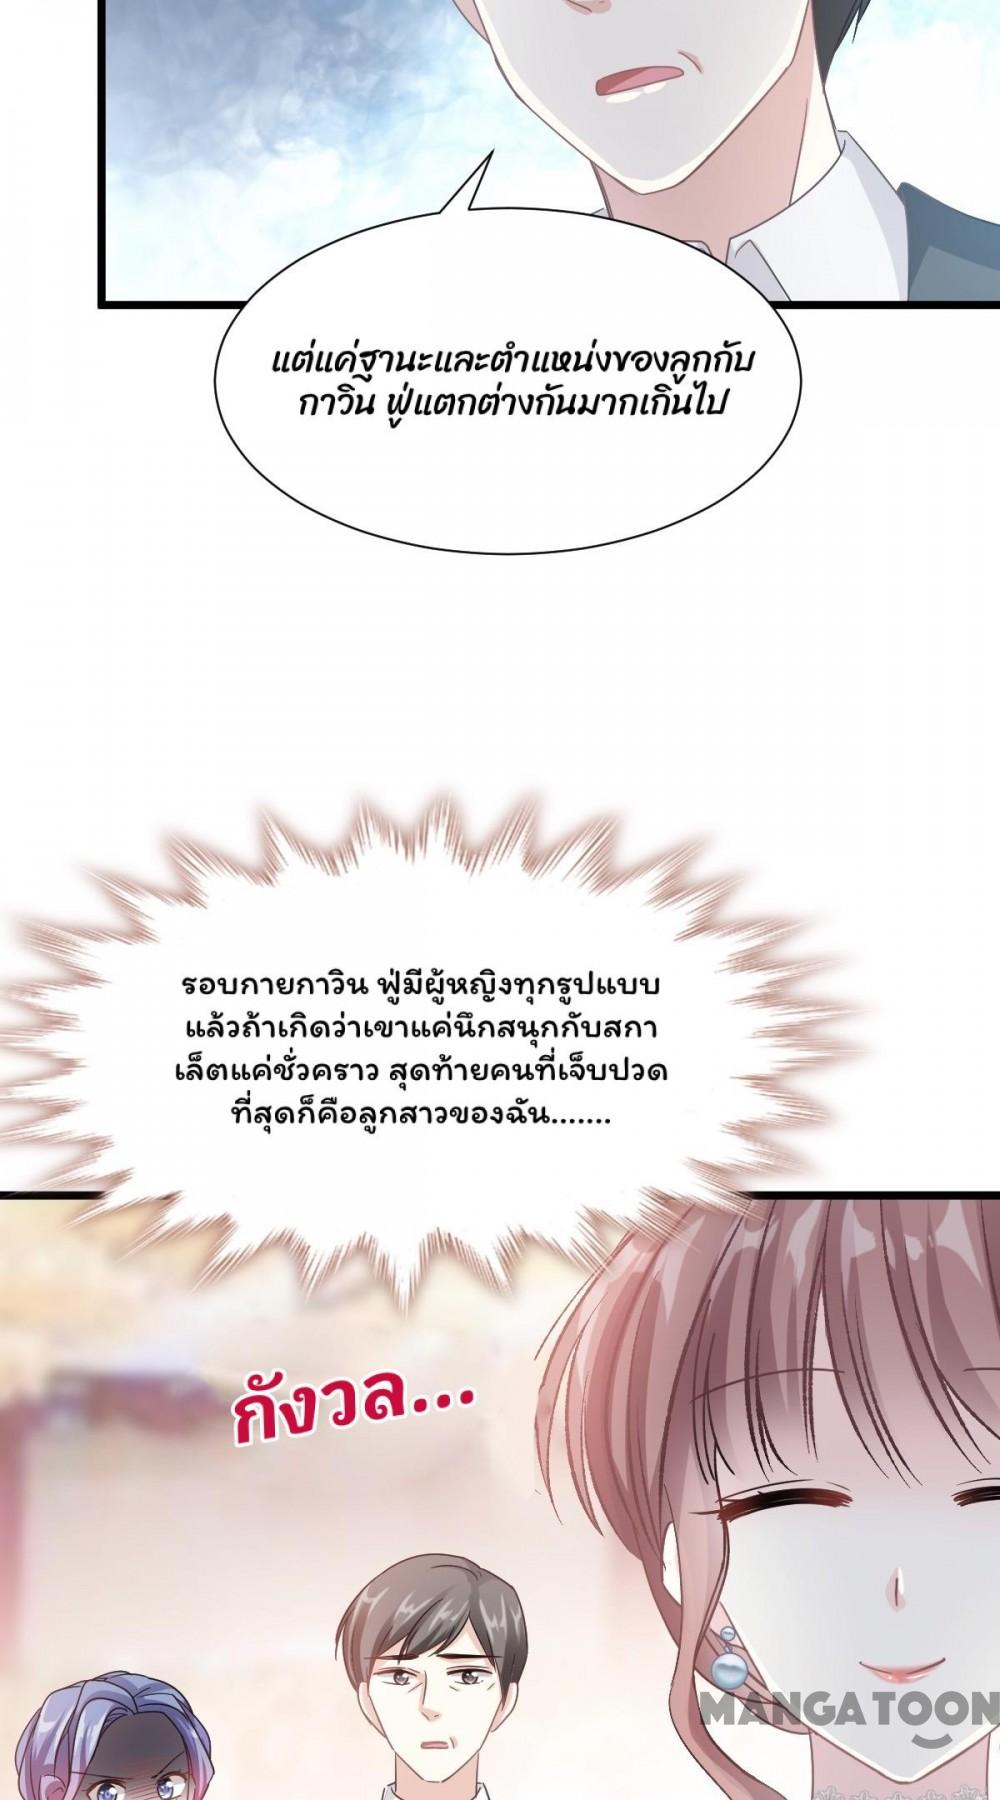 แต่แค่ฐานะและตำแหน่งของลูกกับ
กาวิน ฟู่แตกต่างกันมากเกินไป
รอบกายกาวิน ฟู่มีผู้หญิงทุกรูปแบบ
แล้วถ้าเกิดว่าเขาแค่นึกสนุกกับสกา
เล็ตแค่ชั่วคราว สุดท้ายคนที่เจ็บปวด
ที่สุดก็คือลูกสาวของฉัน.......
กังวล...
MANGATOON